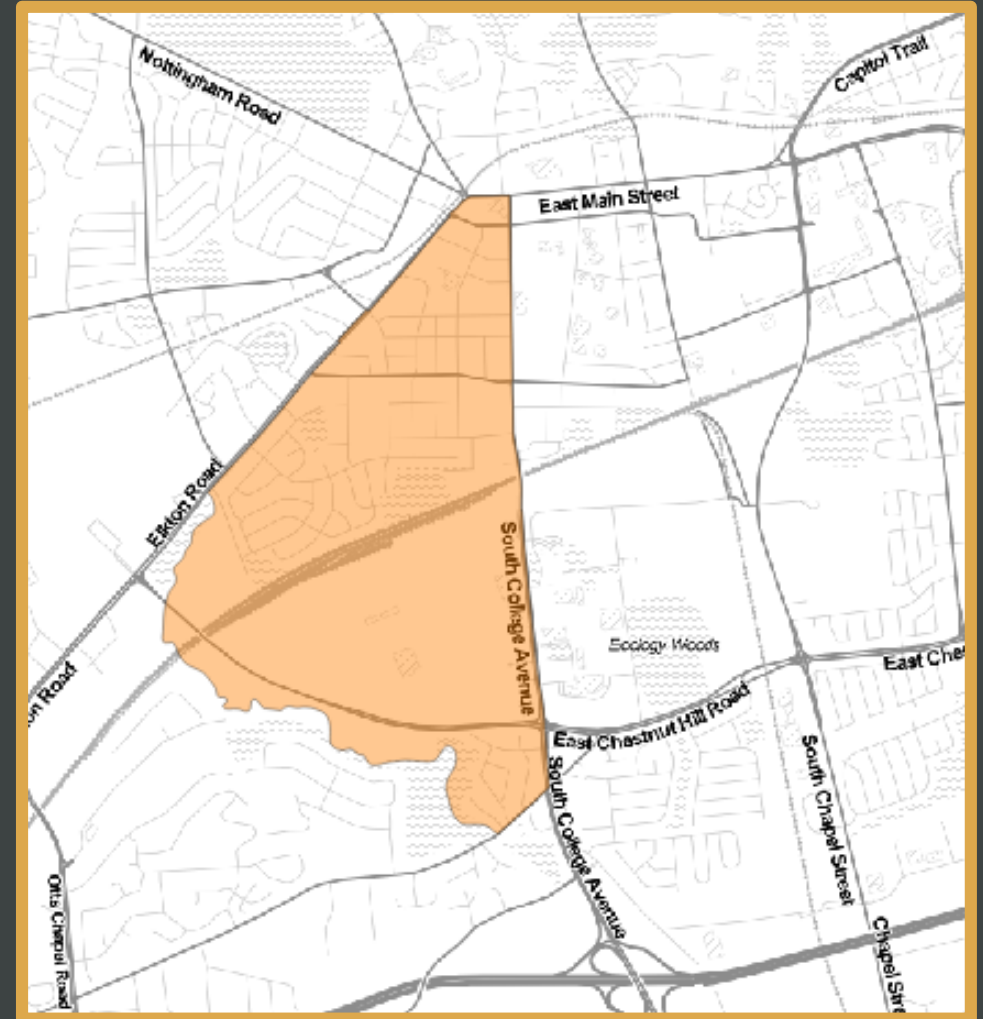 Nottingham Road
Capitol Trail
East Main Street
Elkton Road
South College Avenue
Ecology Woods
on Road
East Ches
East Chestnut Hill Road
South College Avenue
South Chapel Street
Otts Chapel Road
Chapel Stre